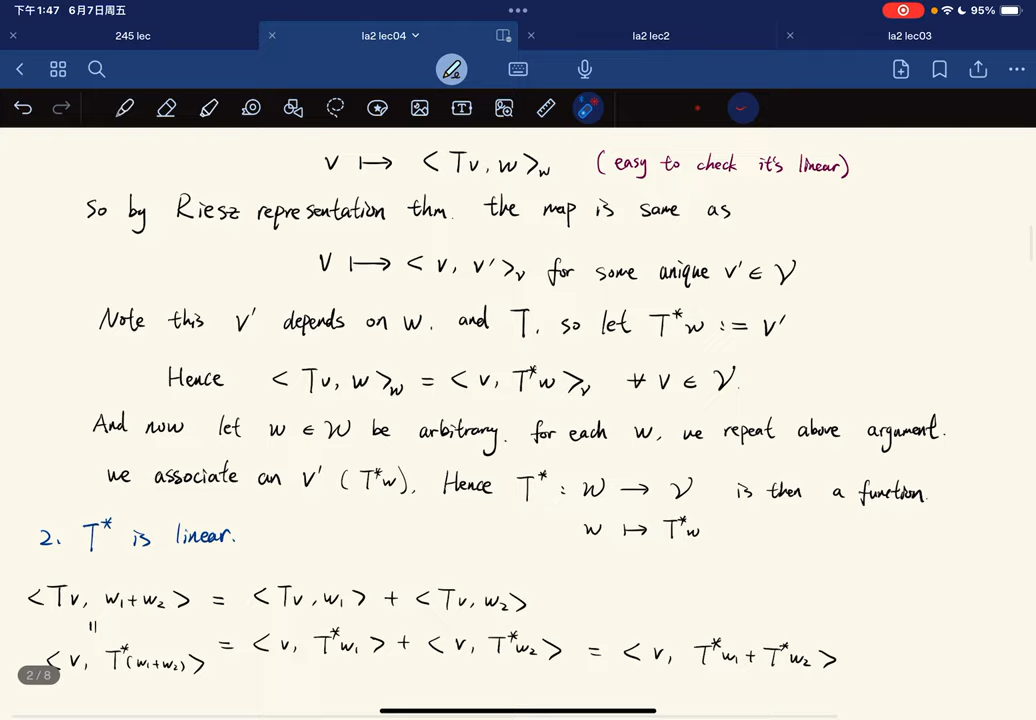 下午1:47 6月7日周五
95%
245 lec
la2 lec04
la2 lec2
la2 lec03
v ⟼ < Tv, w >_W (easy to check it's linear)
So by Riesz representation thm. the map is same as
V ⟼ < v, v' >_V for some unique v' ∈ V
Note this v' depends on w. and T, so let T*w := v'
Hence < Tv, w >_W = < v, T*w >_V ∀ v ∈ V.
And now let w ∈ W be arbitrary. for each w, we repeat above argument.
we associate an v' (T*w). Hence T* : W → V is then a function.
w ↦ T*w
2. T* is linear.
<Tv, w₁+w₂> = <Tv, w₁> + <Tv, w₂>
||
<v, T*(w₁+w₂)> = <v, T*w₁> + <v, T*w₂> = <v, T*w₁ + T*w₂>
2/8